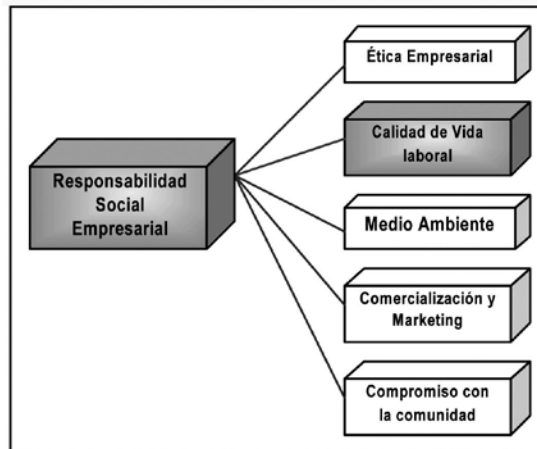 Responsabilidad
Social
Empresarial
Ética Empresarial
Calidad de Vida
laboral
Medio Ambiente
Comercialización y
Marketing
Compromiso con
la comunidad